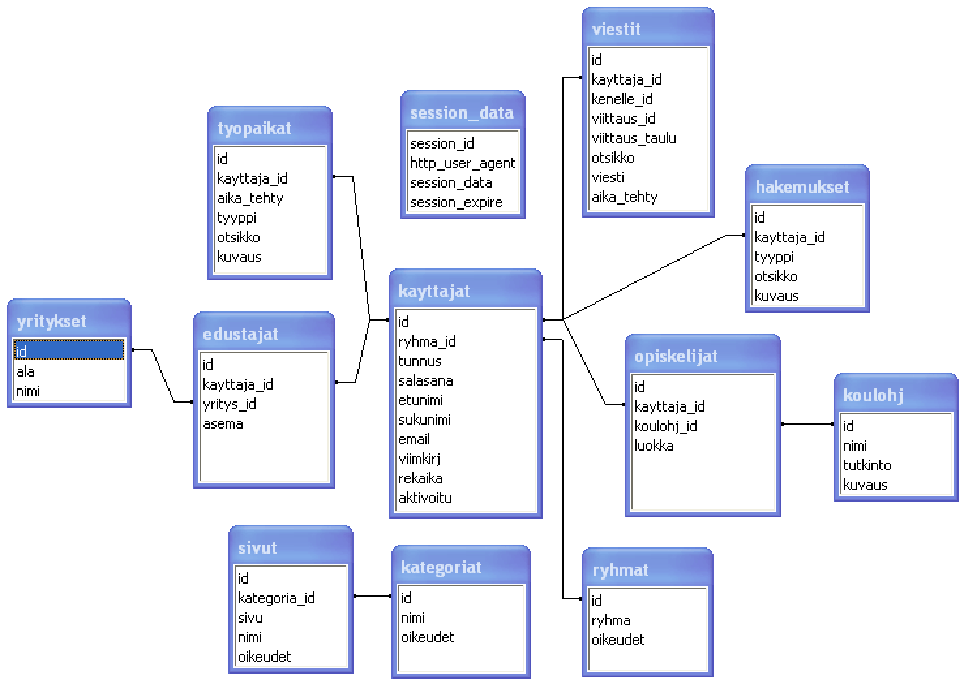 viestit
id
kayttaja_id
kenelle_id
viittaus_id
viittaus_taulu
otsikko
viesti
aika_tehty
session_data
session_id
http_user_agent
session_data
session_expire
tyopaikat
id
kayttaja_id
aika_tehty
tyyppi
otsikko
kuvaus
hakemukset
id
kayttaja_id
tyyppi
otsikko
kuvaus
kayttajat
id
ryhma_id
tunnus
salasana
etunimi
sukunimi
email
viimkirj
rekaika
aktivoitu
yritykset
id
ala
nimi
edustajat
id
kayttaja_id
yritys_id
asema
opiskelijat
id
kayttaja_id
koulohj_id
luokka
koulohj
id
nimi
tutkinto
kuvaus
sivut
id
kategoria_id
sivu
nimi
oikeudet
kategoriat
id
nimi
oikeudet
ryhmat
id
ryhma
oikeudet